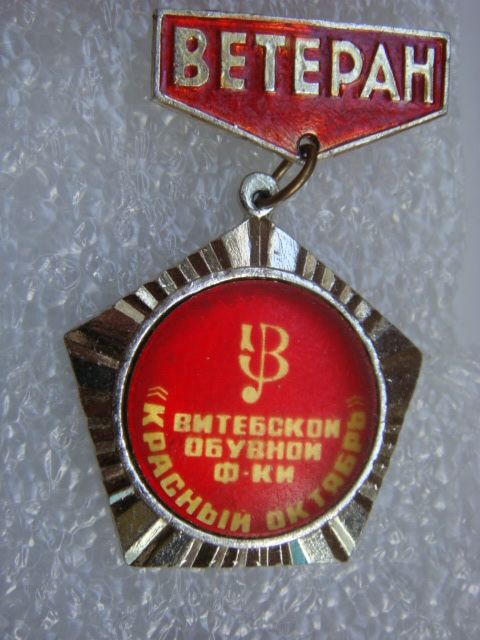 ВЕТЕРАН
В
ВИТЕБСКОЙ
ОБУВНОЙ
Ф-КИ
«КРАСНЫЙ ОКТЯБРЬ»